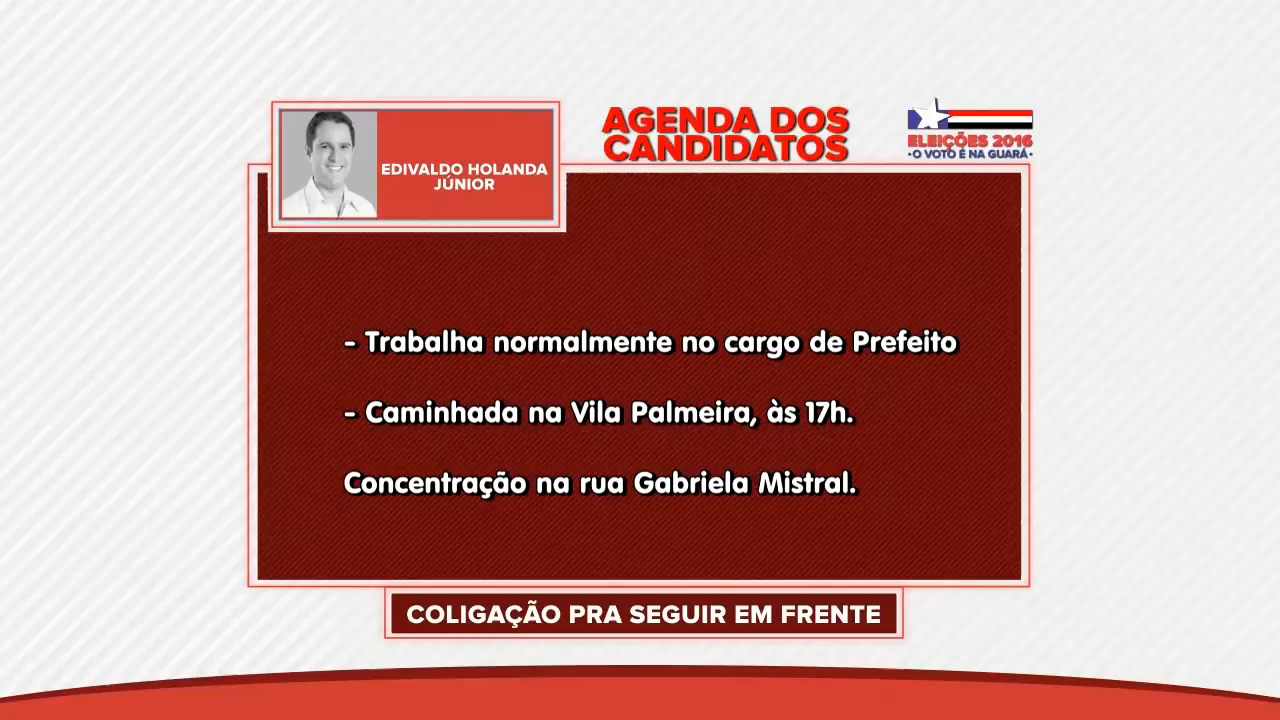 AGENDA DOS
CANDIDATOS
ELEIÇÕES 2016
•O VOTO É NA GUARÁ•
EDIVALDO HOLANDA
JÚNIOR
- Trabalha normalmente no cargo de Prefeito
- Caminhada na Vila Palmeira, às 17h.
Concentração na rua Gabriela Mistral.
COLIGAÇÃO PRA SEGUIR EM FRENTE